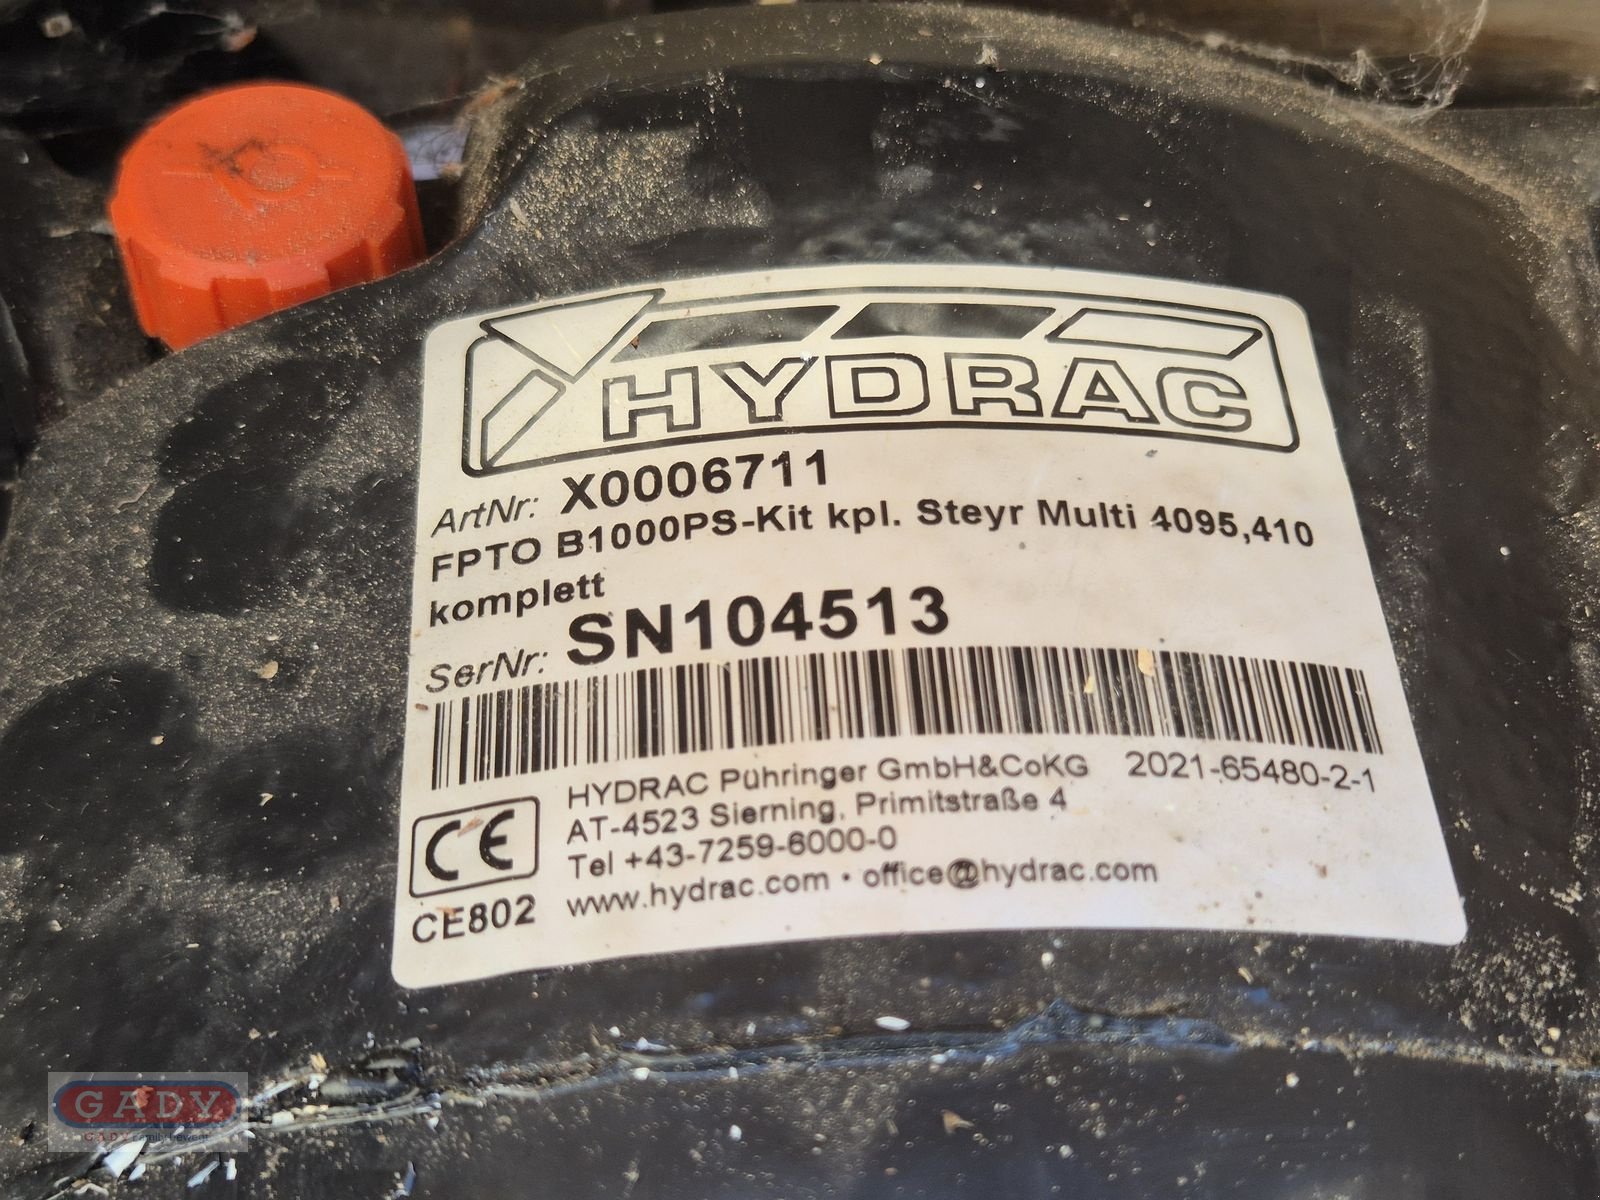 HYDRAC
ArtNr: X0006711
FPTO B1000PS-Kit kpl. Steyr Multi 4095,410
komplett
SerNr: SN104513
HYDRAC Pühringer GmbH&CoKG 2021-65480-2-1
AT-4523 Sierning, Primitstraße 4
Tel +43-7259-6000-0
www.hydrac.com • office@hydrac.com
CE
CE802
GADY
GADY familybewegt